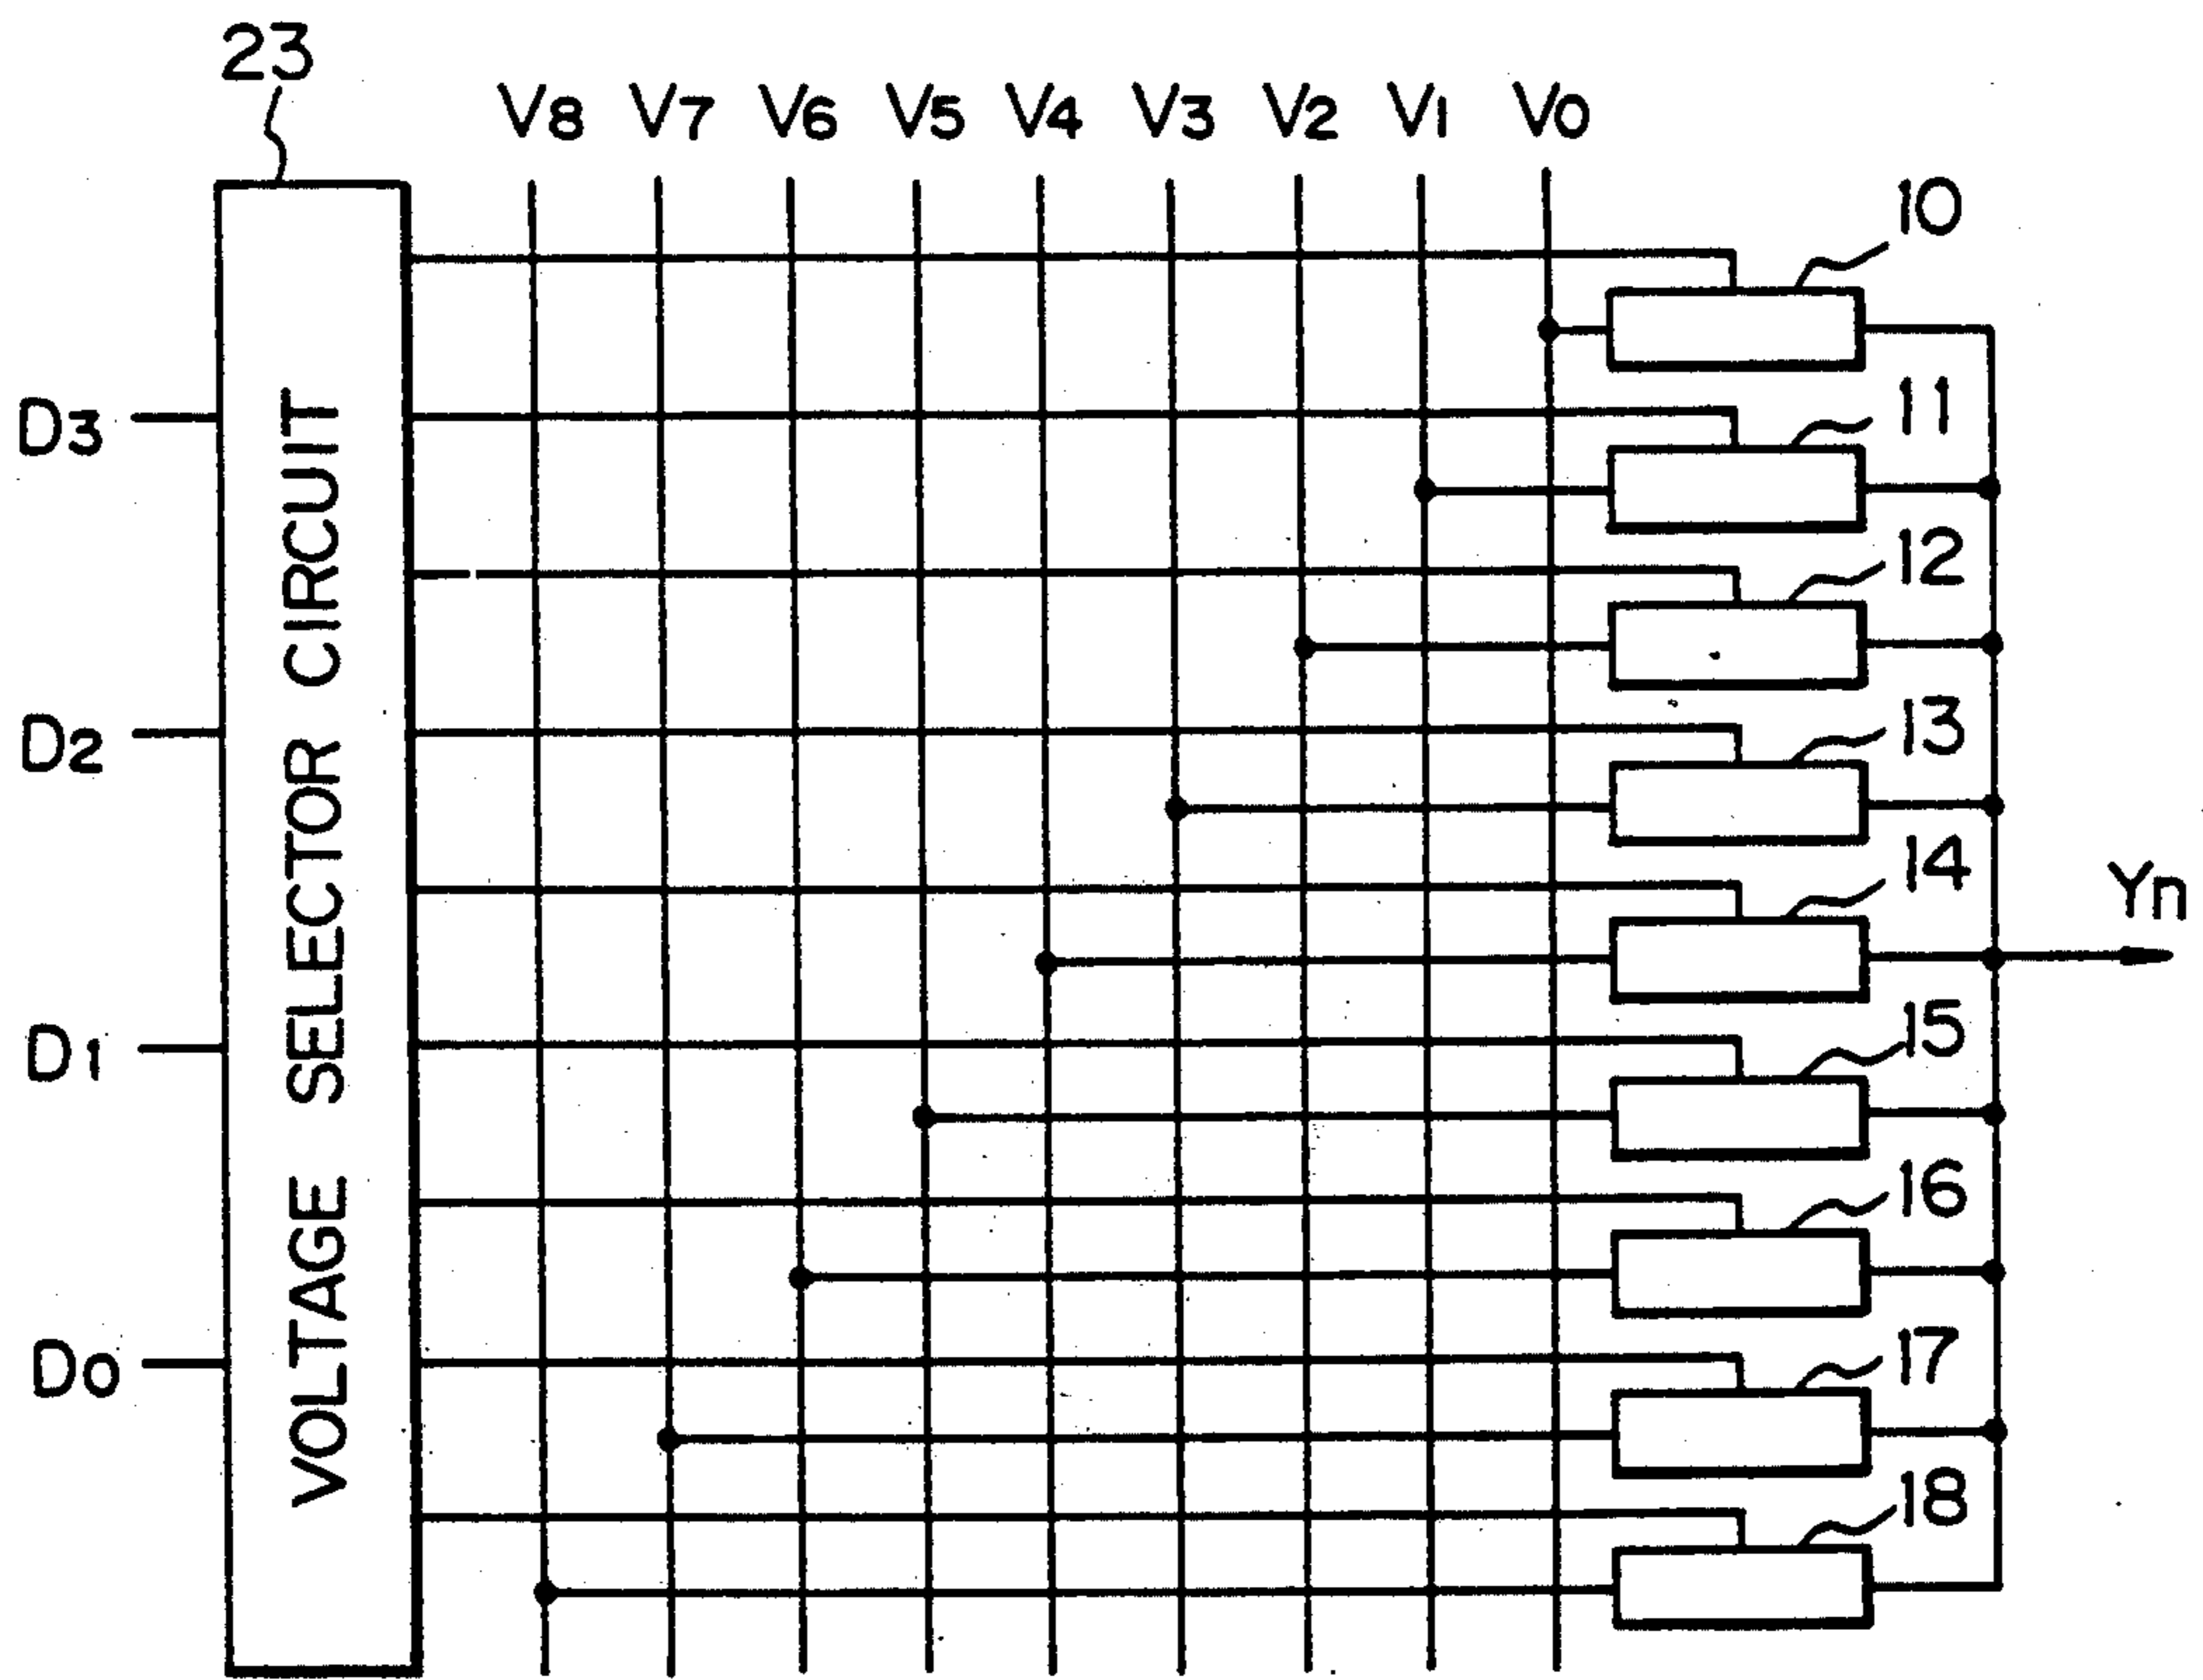 23
V8 V7 V6 V5 V4 V3 V2 V1 V0
10
D3
11
12
D2
13
14
Yn
D1
15
16
D0
17
18
VOLTAGE SELECTOR CIRCUIT